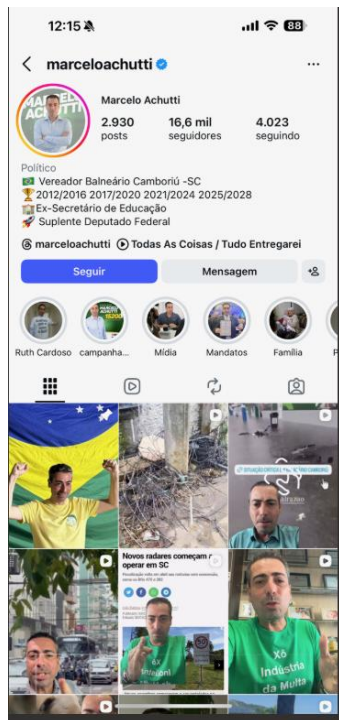 12:15
88
marceloachutti
MARCELO
ACHUTTI
Marcelo Achutti
2.930
posts
16,6 mil
seguidores
4.023
seguindo
Político
Vereador Balneário Camboriú -SC
2012/2016 2017/2020 2021/2024 2025/2028
Ex-Secretário de Educação
Suplente Deputado Federal
marceloachutti Todas As Coisas / Tudo Entregarei
Seguir
Mensagem
Ruth Cardoso
campanha...
Mídia
Mandatos
Família
Novos radares começam a
operar em SC
Indústria
da Multa